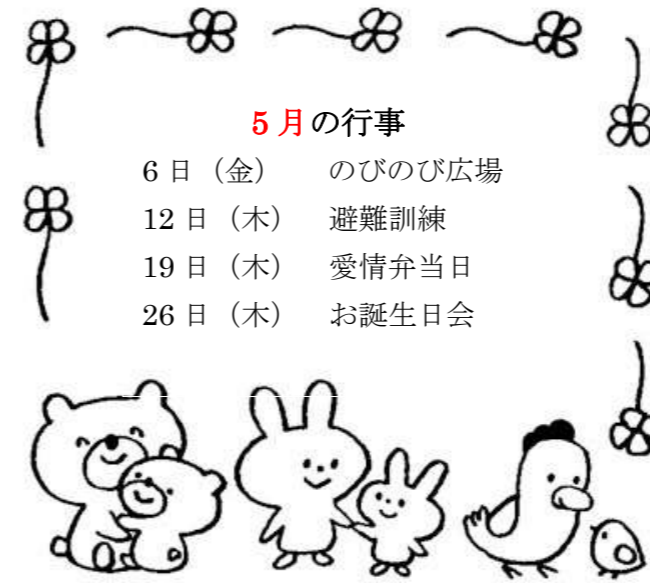 5月の行事
6日（金）　のびのび広場
12日（木）　避難訓練
19日（木）　愛情弁当日
26日（木）　お誕生日会